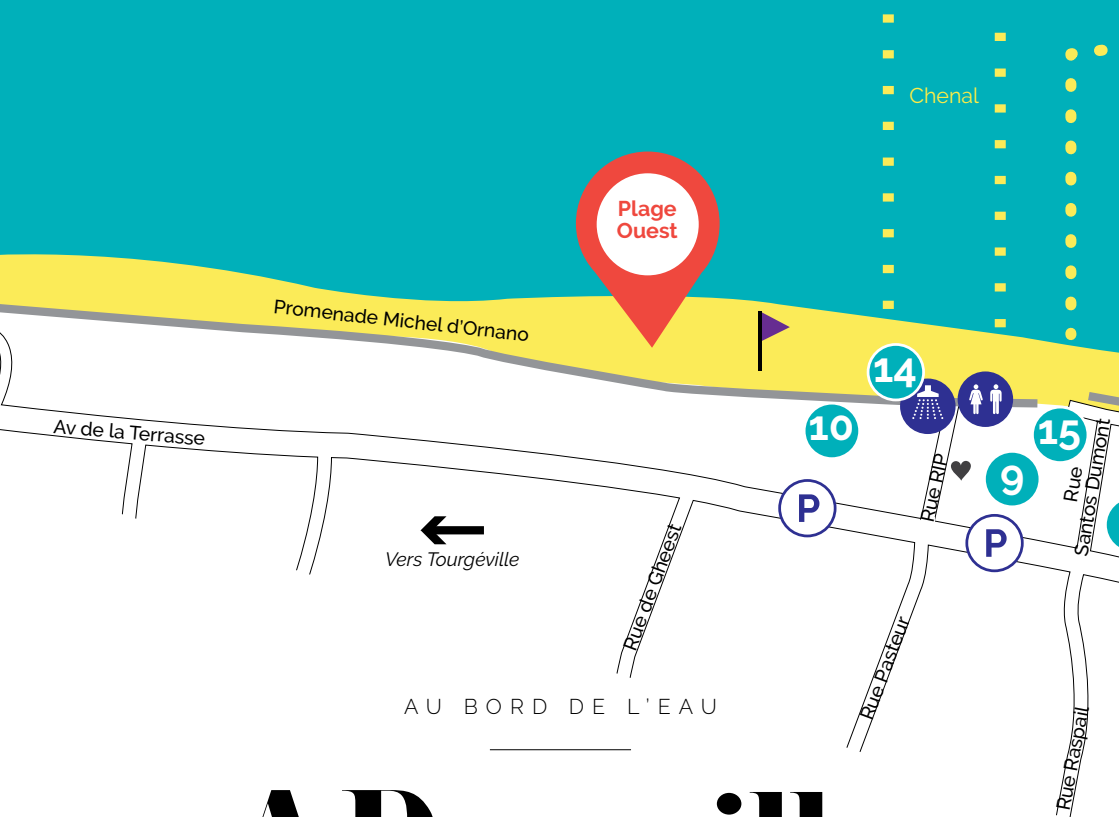 Chenal
Plage
Ouest
Promenade Michel d'Ornano
14
10
15
9
Av de la Terrasse
P
P
Rue RIP
Rue
Santos Dumont
Vers Tourgéville
Rue de Gheest
Rue Pasteur
Rue Raspail
AU BORD DE L'EAU